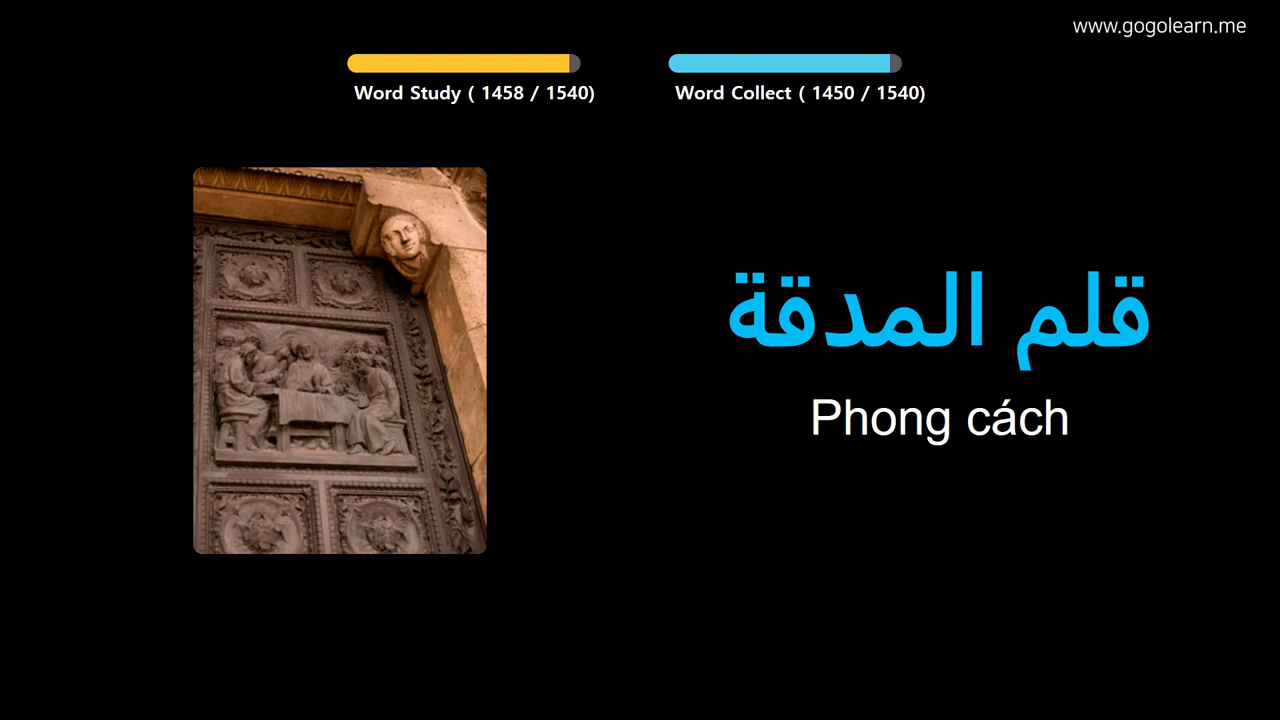 www.gogolearn.me
Word Study ( 1458 / 1540)
Word Collect ( 1450 / 1540)
قلم المدقة
Phong cách